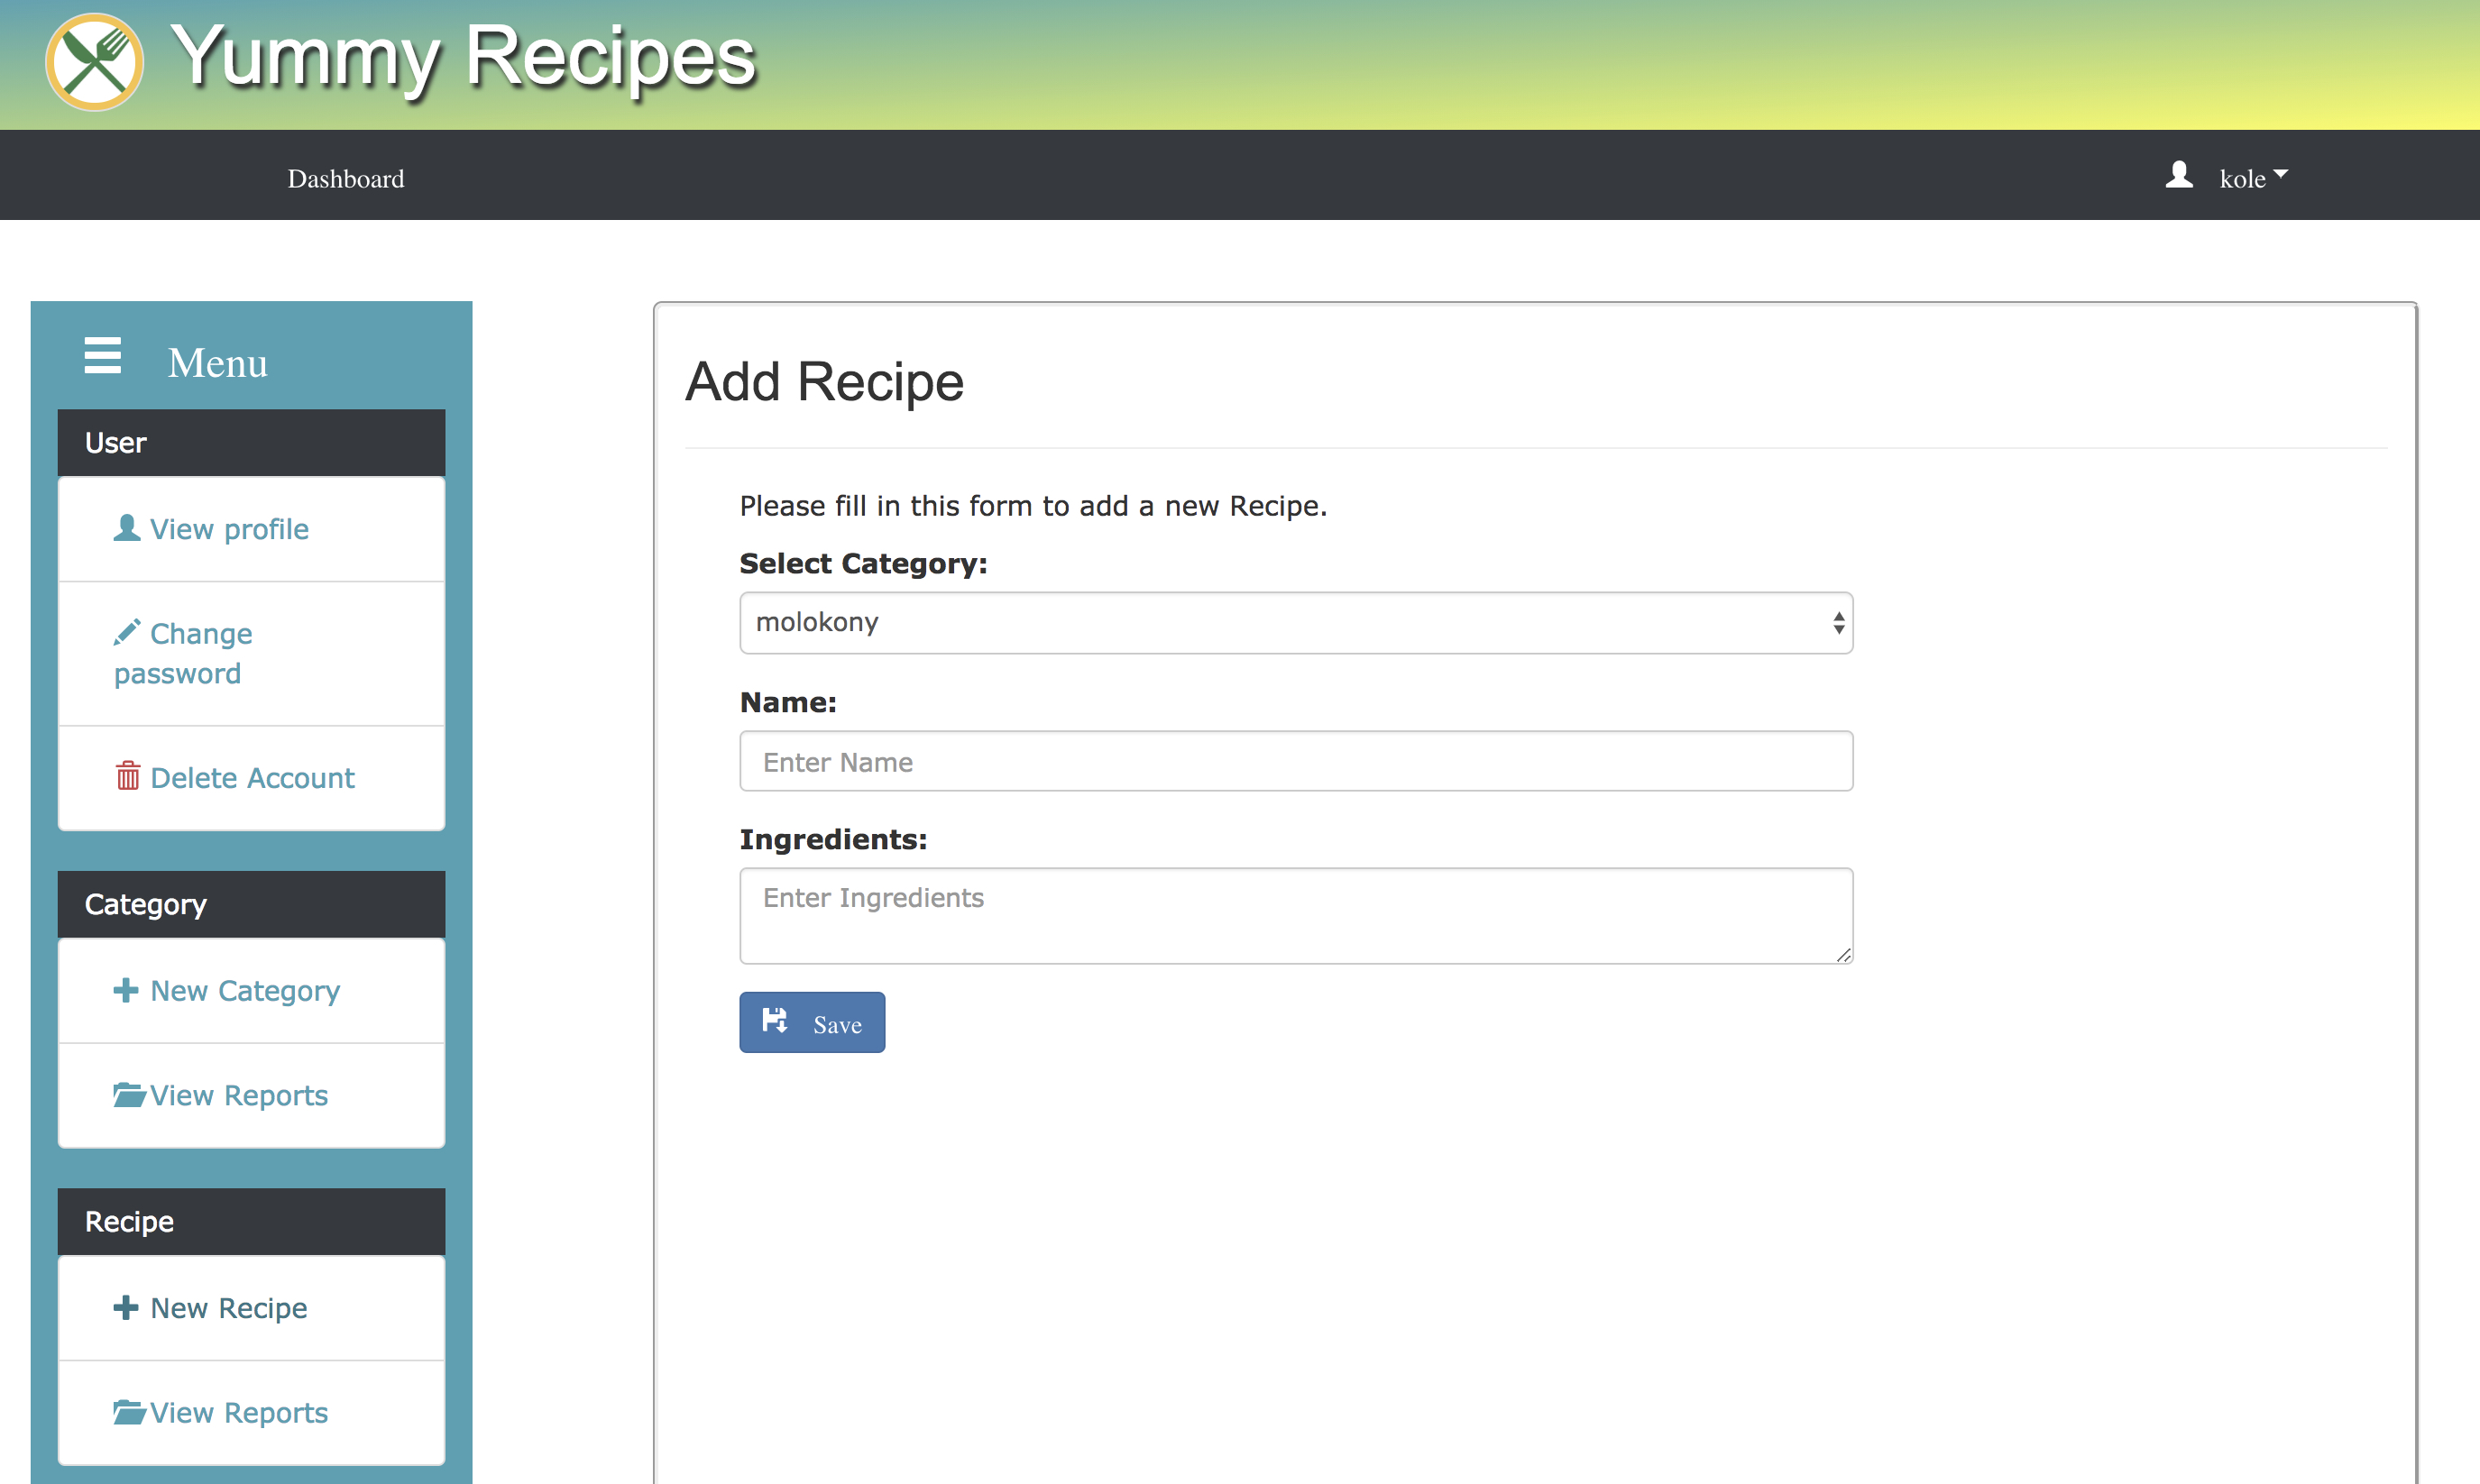 Yummy Recipes
Dashboard
kole
Menu
User
View profile
Change
password
Delete Account
Category
New Category
View Reports
Recipe
New Recipe
View Reports
Add Recipe
Please fill in this form to add a new Recipe.
Select Category:
molokony
Name:
Enter Name
Ingredients:
Enter Ingredients
Save